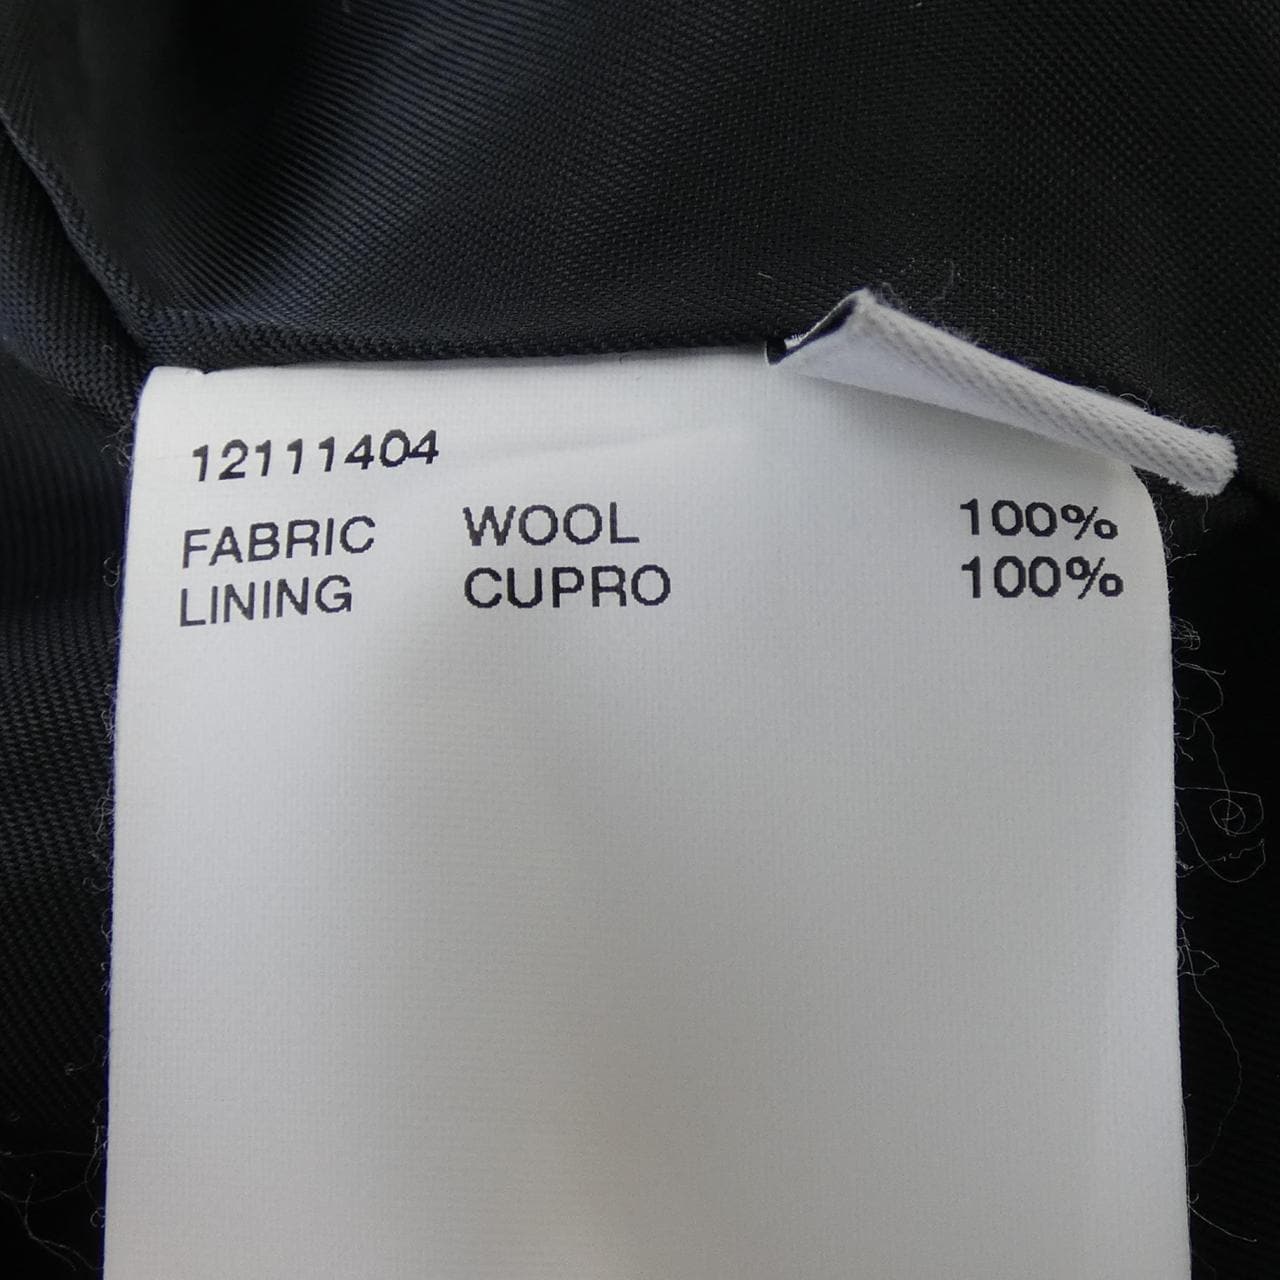 12111404
FABRIC WOOL 100%
LINING CUPRO 100%